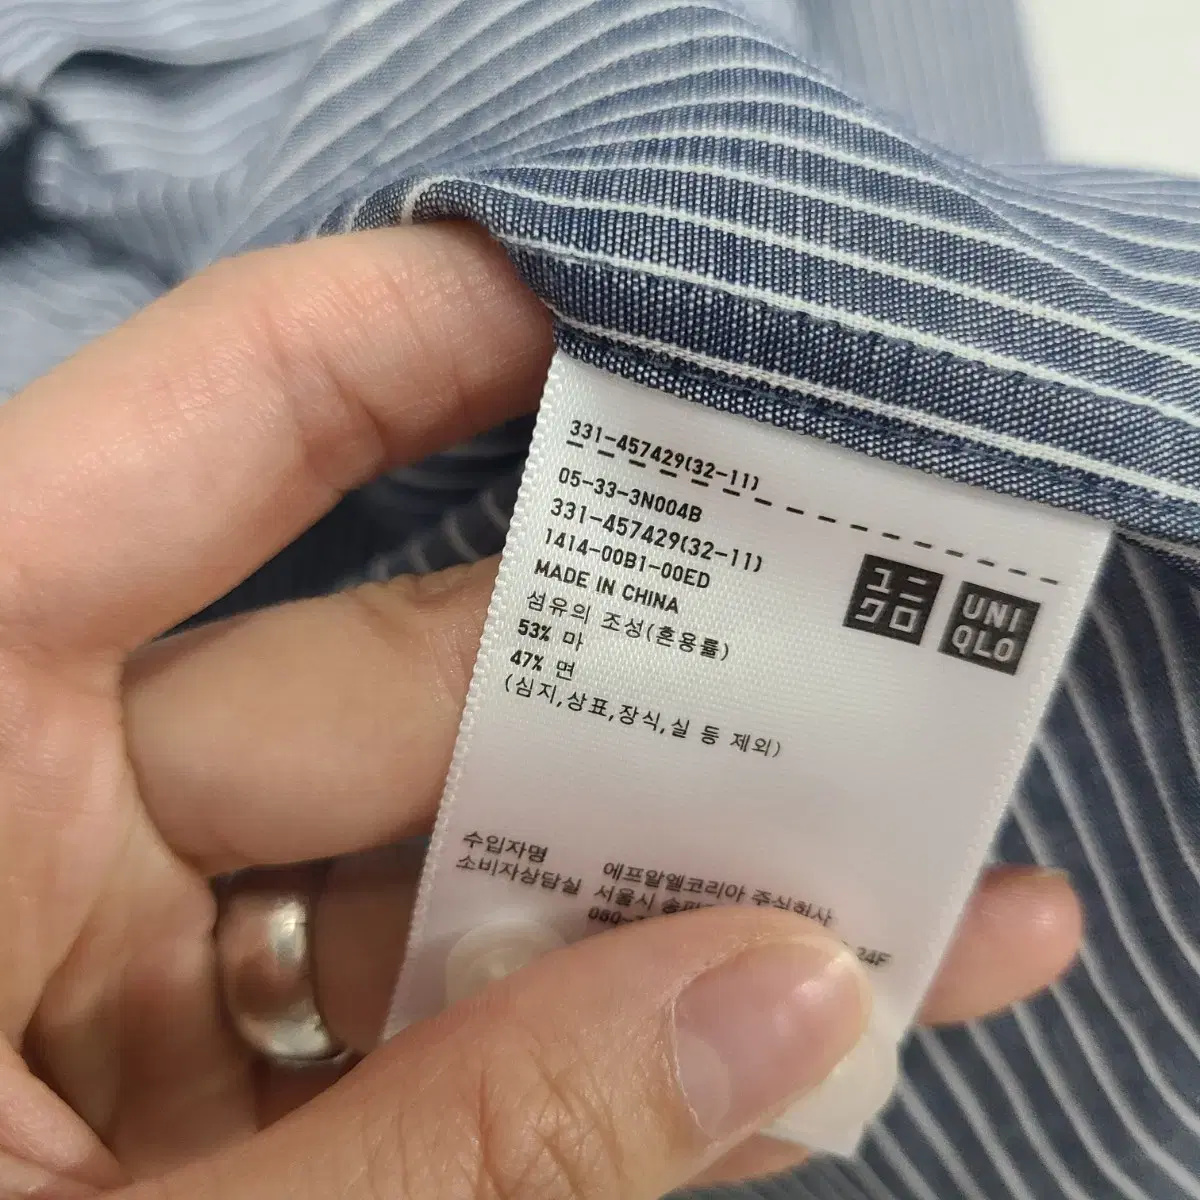 331-457429(32-11)
05-33-3N004B
331-457429(32-11)
1414-00B1-00ED
MADE IN CHINA
섬유의 조성(혼용률)
53% 마
47% 면
(심지,상표,장식,실 등 제외)
ユニ
クロ
UNI
QLO
수입자명 에프알엘코리아 주식회사
소비자상담실 서울시
24F